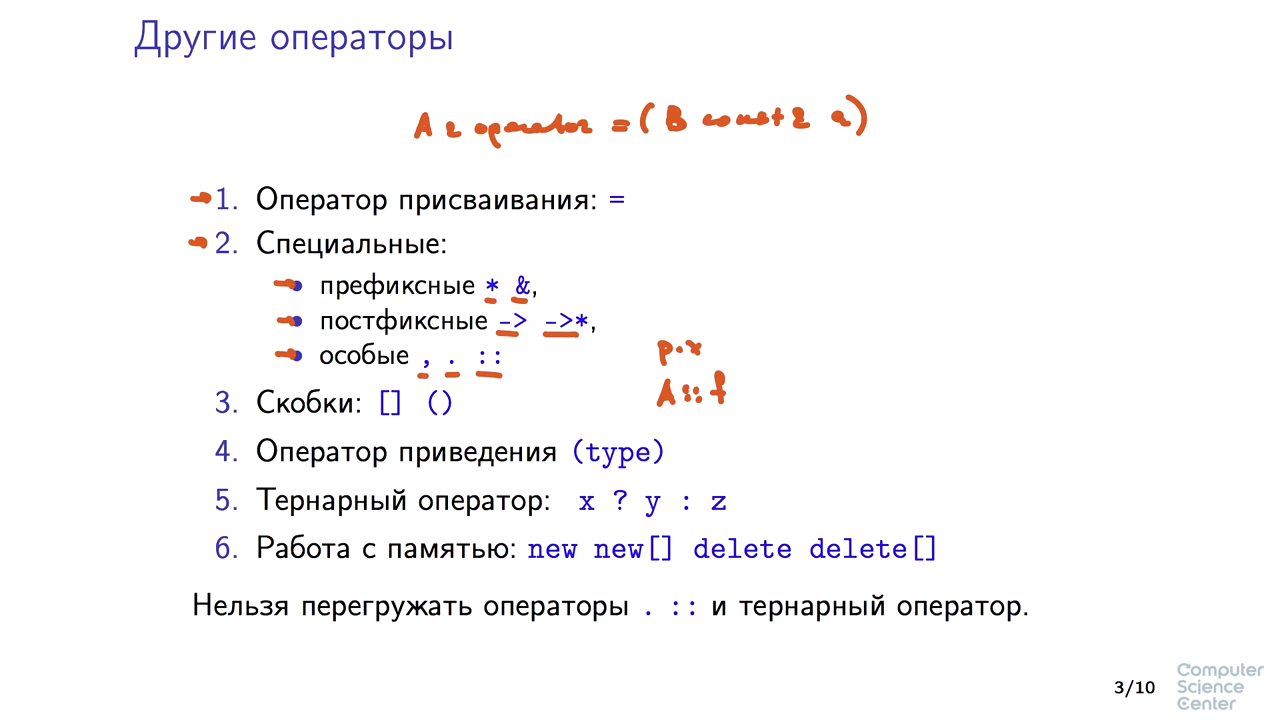 Другие операторы
A & operator = ( B const & a )
1. Оператор присваивания: =
2. Специальные:
• префиксные * &,
• постфиксные -> ->*,
• особые , . ::
p.x
A::f
3. Скобки: [] ()
4. Оператор приведения (type)
5. Тернарный оператор: x ? y : z
6. Работа с памятью: new new[] delete delete[]
Нельзя перегружать операторы . :: и тернарный оператор.
3/10
Computer
Science
Center